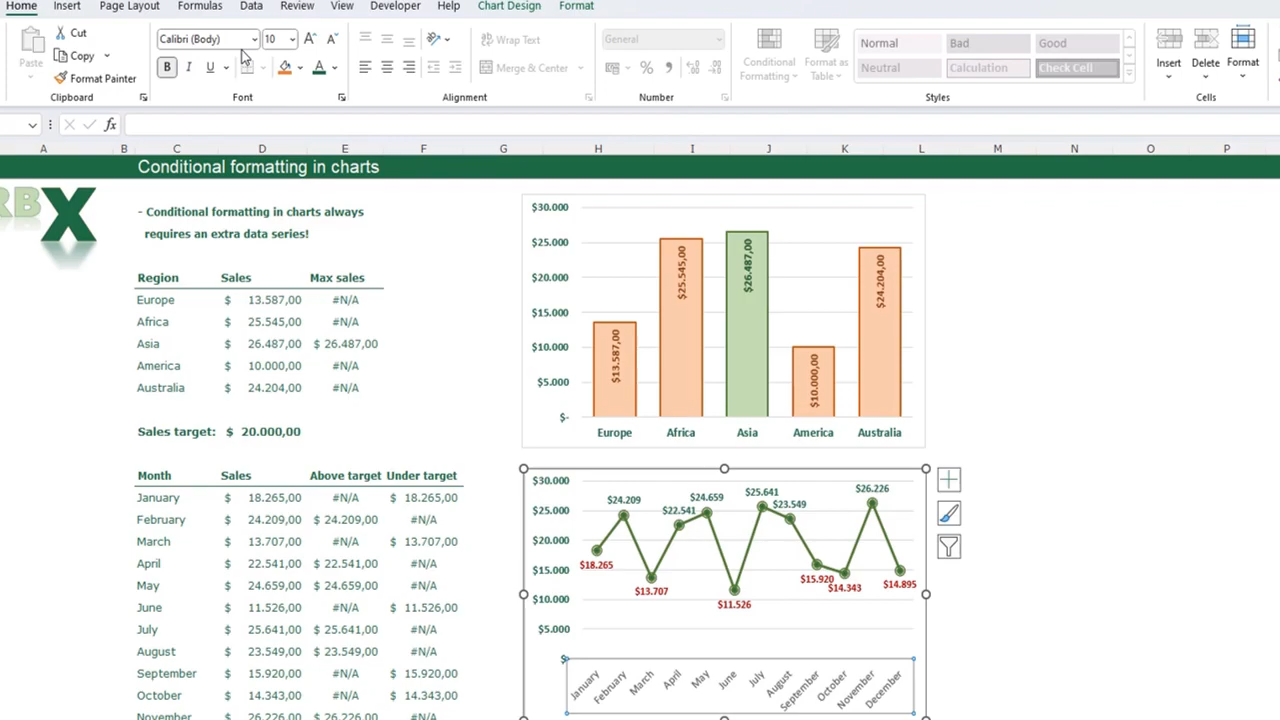 Home Insert Page Layout Formulas Data Review View Developer Help Chart Design Format
Paste
Cut
Copy
Format Painter
Clipboard
Calibri (Body) 10 A A
B I U A
Font
Wrap Text
Merge & Center
Alignment
General
% 
Number
Conditional
Formatting
Format as
Table
Normal Bad Good
Neutral Calculation Check Cell
Styles
Insert Delete Format
Cells
fx
A B C D E F G H I J K L M N O P
Conditional formatting in charts
RBX
- Conditional formatting in charts always
requires an extra data series!
Region Sales Max sales
Europe $ 13.587,00 #N/A
Africa $ 25.545,00 #N/A
Asia $ 26.487,00 $ 26.487,00
America $ 10.000,00 #N/A
Australia $ 24.204,00 #N/A
Sales target: $ 20.000,00
Month Sales Above target Under target
January $ 18.265,00 #N/A $ 18.265,00
February $ 24.209,00 $ 24.209,00 #N/A
March $ 13.707,00 #N/A $ 13.707,00
April $ 22.541,00 $ 22.541,00 #N/A
May $ 24.659,00 $ 24.659,00 #N/A
June $ 11.526,00 #N/A $ 11.526,00
July $ 25.641,00 $ 25.641,00 #N/A
August $ 23.549,00 $ 23.549,00 #N/A
September $ 15.920,00 #N/A $ 15.920,00
October $ 14.343,00 #N/A $ 14.343,00
November $ 26.226,00 $ 26.226,00 #N/A
$30.000
$25.000
$20.000
$15.000
$10.000
$5.000
$-
$13.587,00
$25.545,00
$26.487,00
$10.000,00
$24.204,00
Europe Africa Asia America Australia
$30.000
$25.000
$20.000
$15.000
$10.000
$5.000
$-
$18.265
$24.209
$13.707
$22.541
$24.659
$11.526
$25.641
$23.549
$15.920
$14.343
$26.226
$14.895
January February March April May June July August September October November December